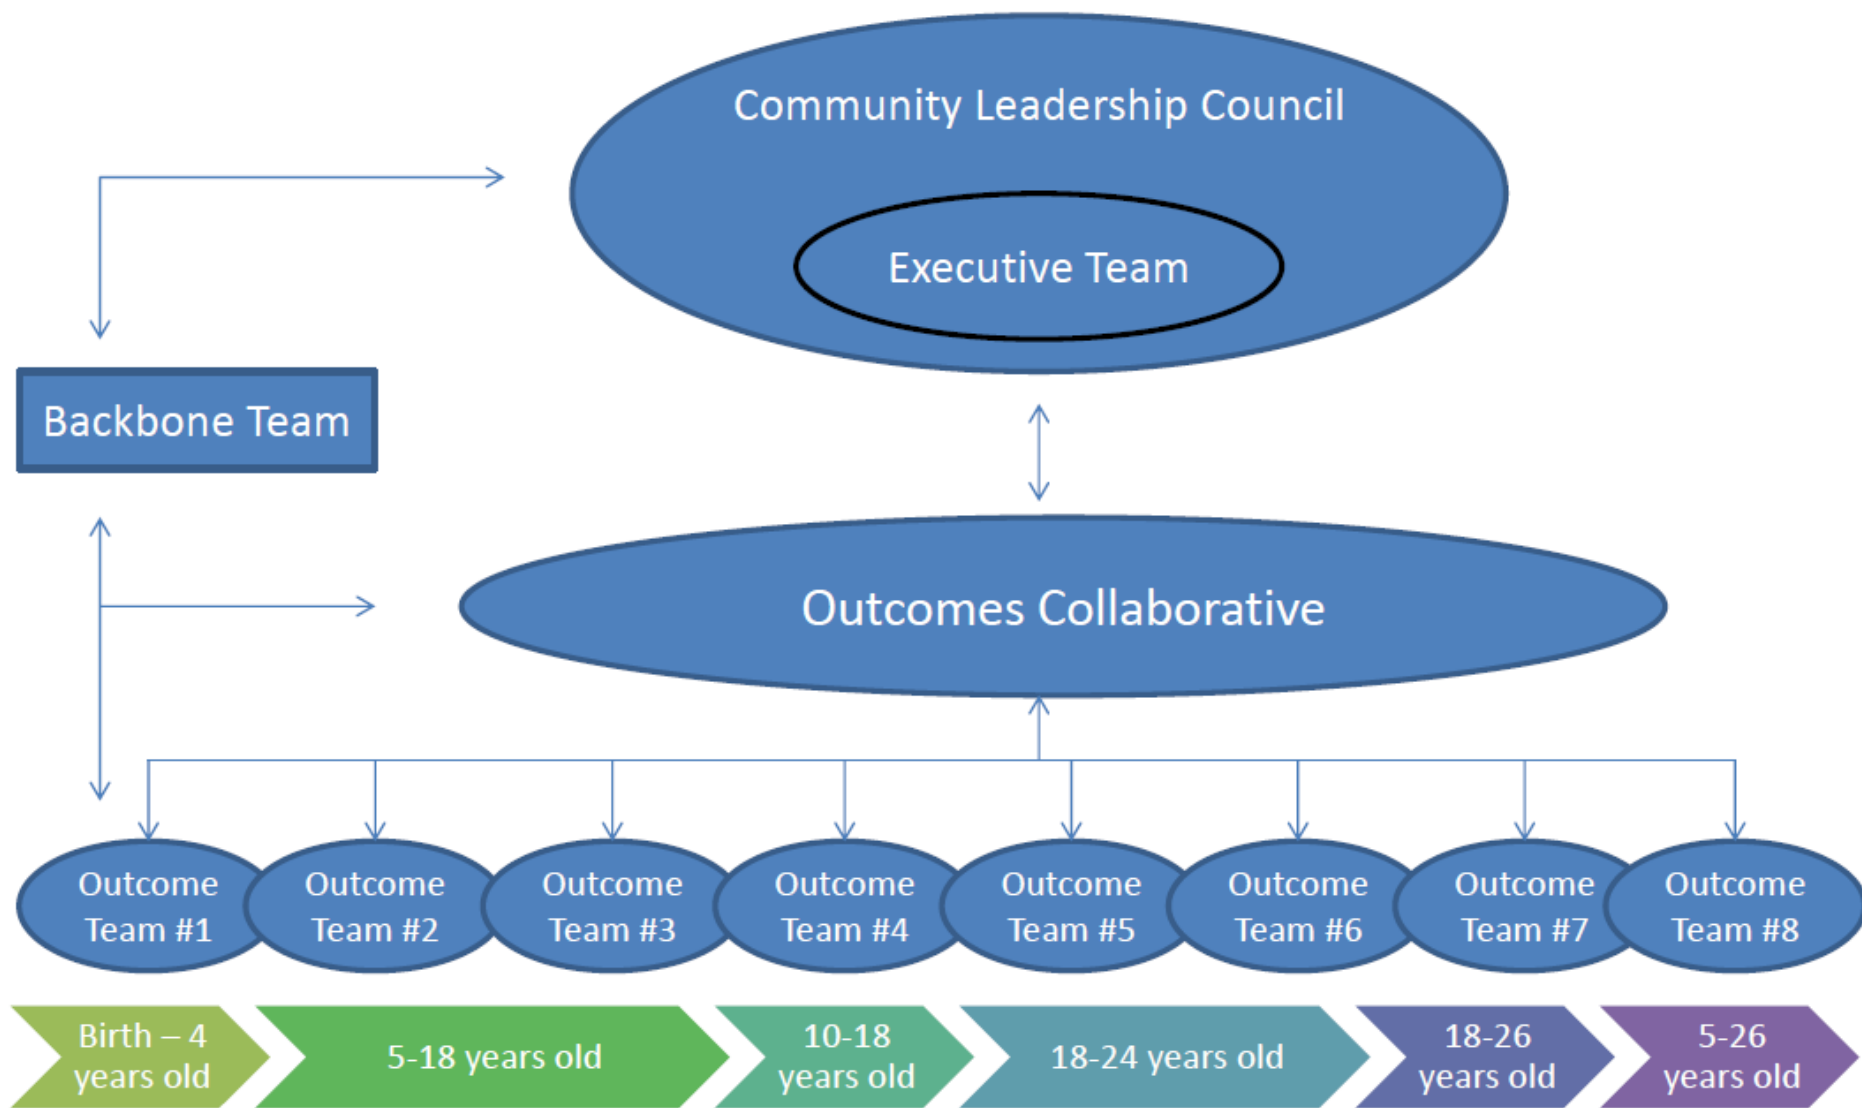 Community Leadership Council
Executive Team
Backbone Team
Outcomes Collaborative
Outcome
Team #1
Outcome
Team #2
Outcome
Team #3
Outcome
Team #4
Outcome
Team #5
Outcome
Team #6
Outcome
Team #7
Outcome
Team #8
Birth – 4
years old
5-18 years old
10-18
years old
18-24 years old
18-26
years old
5-26
years old